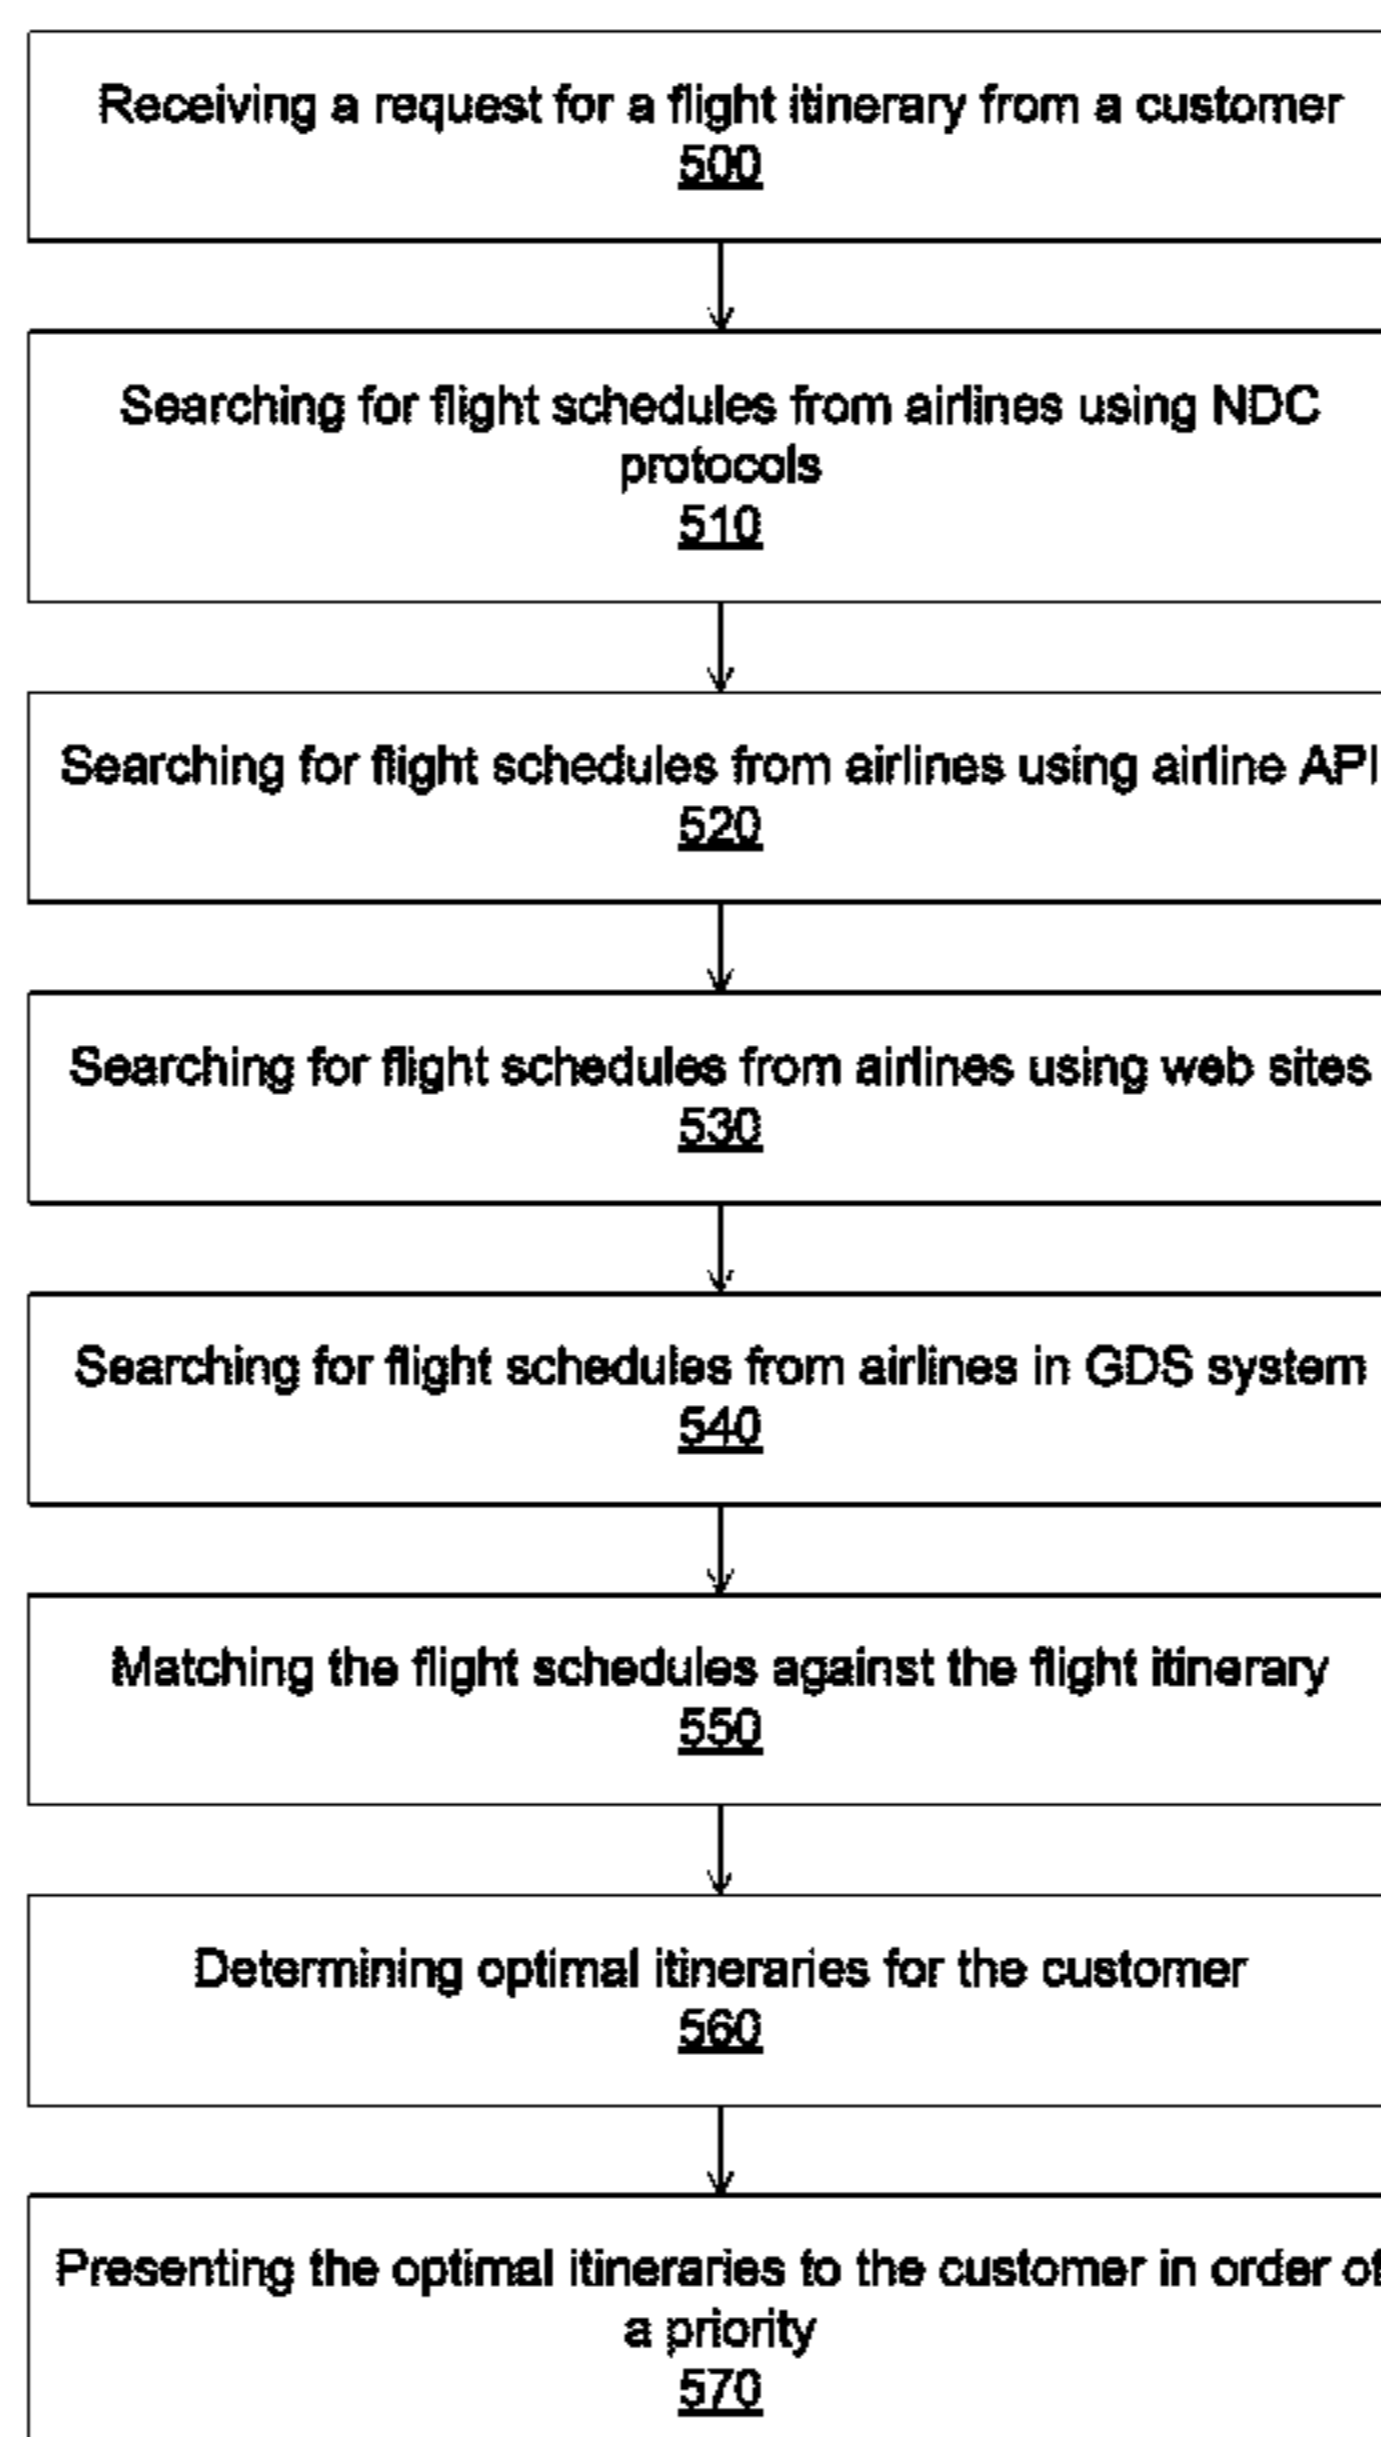 Receiving a request for a flight itinerary from a customer
500
Searching for flight schedules from airlines using NDC
protocols
510
Searching for flight schedules from airlines using airline API
520
Searching for flight schedules from airlines using web sites
530
Searching for flight schedules from airlines in GDS system
540
Matching the flight schedules against the flight itinerary
550
Determining optimal itineraries for the customer
560
Presenting the optimal itineraries to the customer in order of
a priority
570